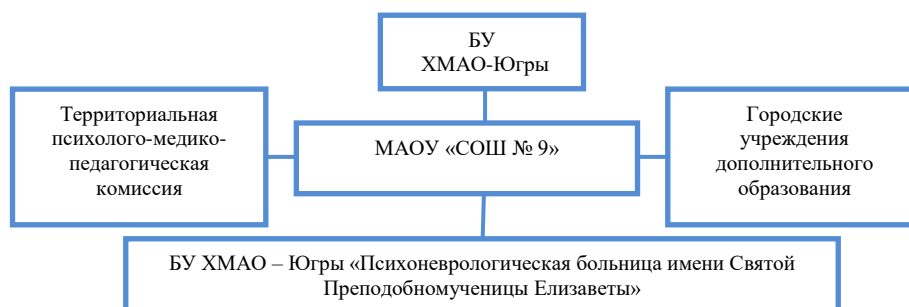 БУ
ХМАО-Югры
Территориальная
психолого-медико-
педагогическая
комиссия
МАОУ «СОШ № 9»
Городские
учреждения
дополнительного
образования
БУ ХМАО – Югры «Психоневрологическая больница имени Святой
Преподобномученицы Елизаветы»